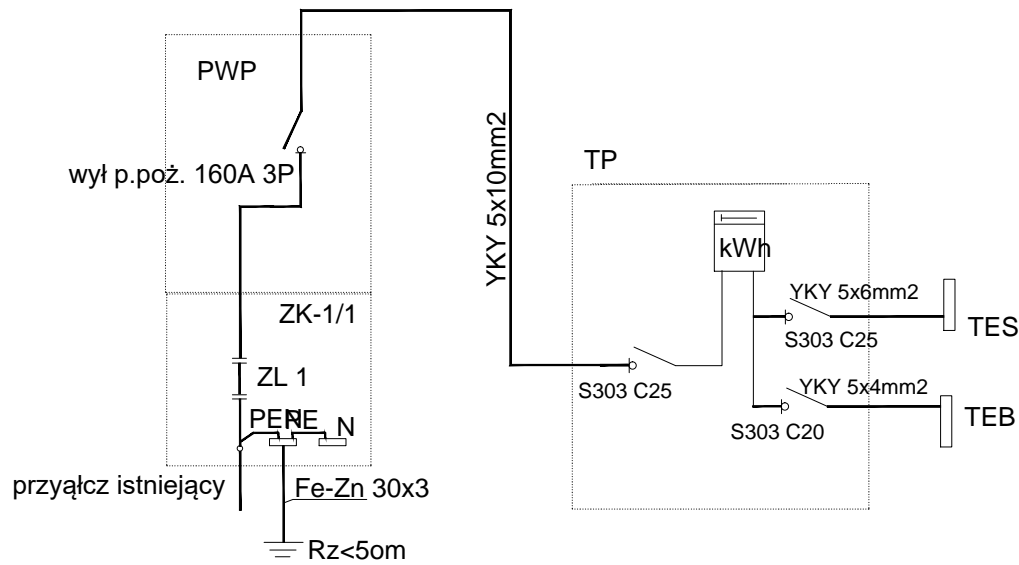 PWP
wył p.poż. 160A 3P
YKY 5x10mm2
TP
kWh
YKY 5x6mm2
TES
S303 C25
ZK-1/1
ZL 1
S303 C25
YKY 5x4mm2
TEB
S303 C20
PEN
PE
N
przyąłcz istniejący
Fe-Zn 30x3
Rz<5om